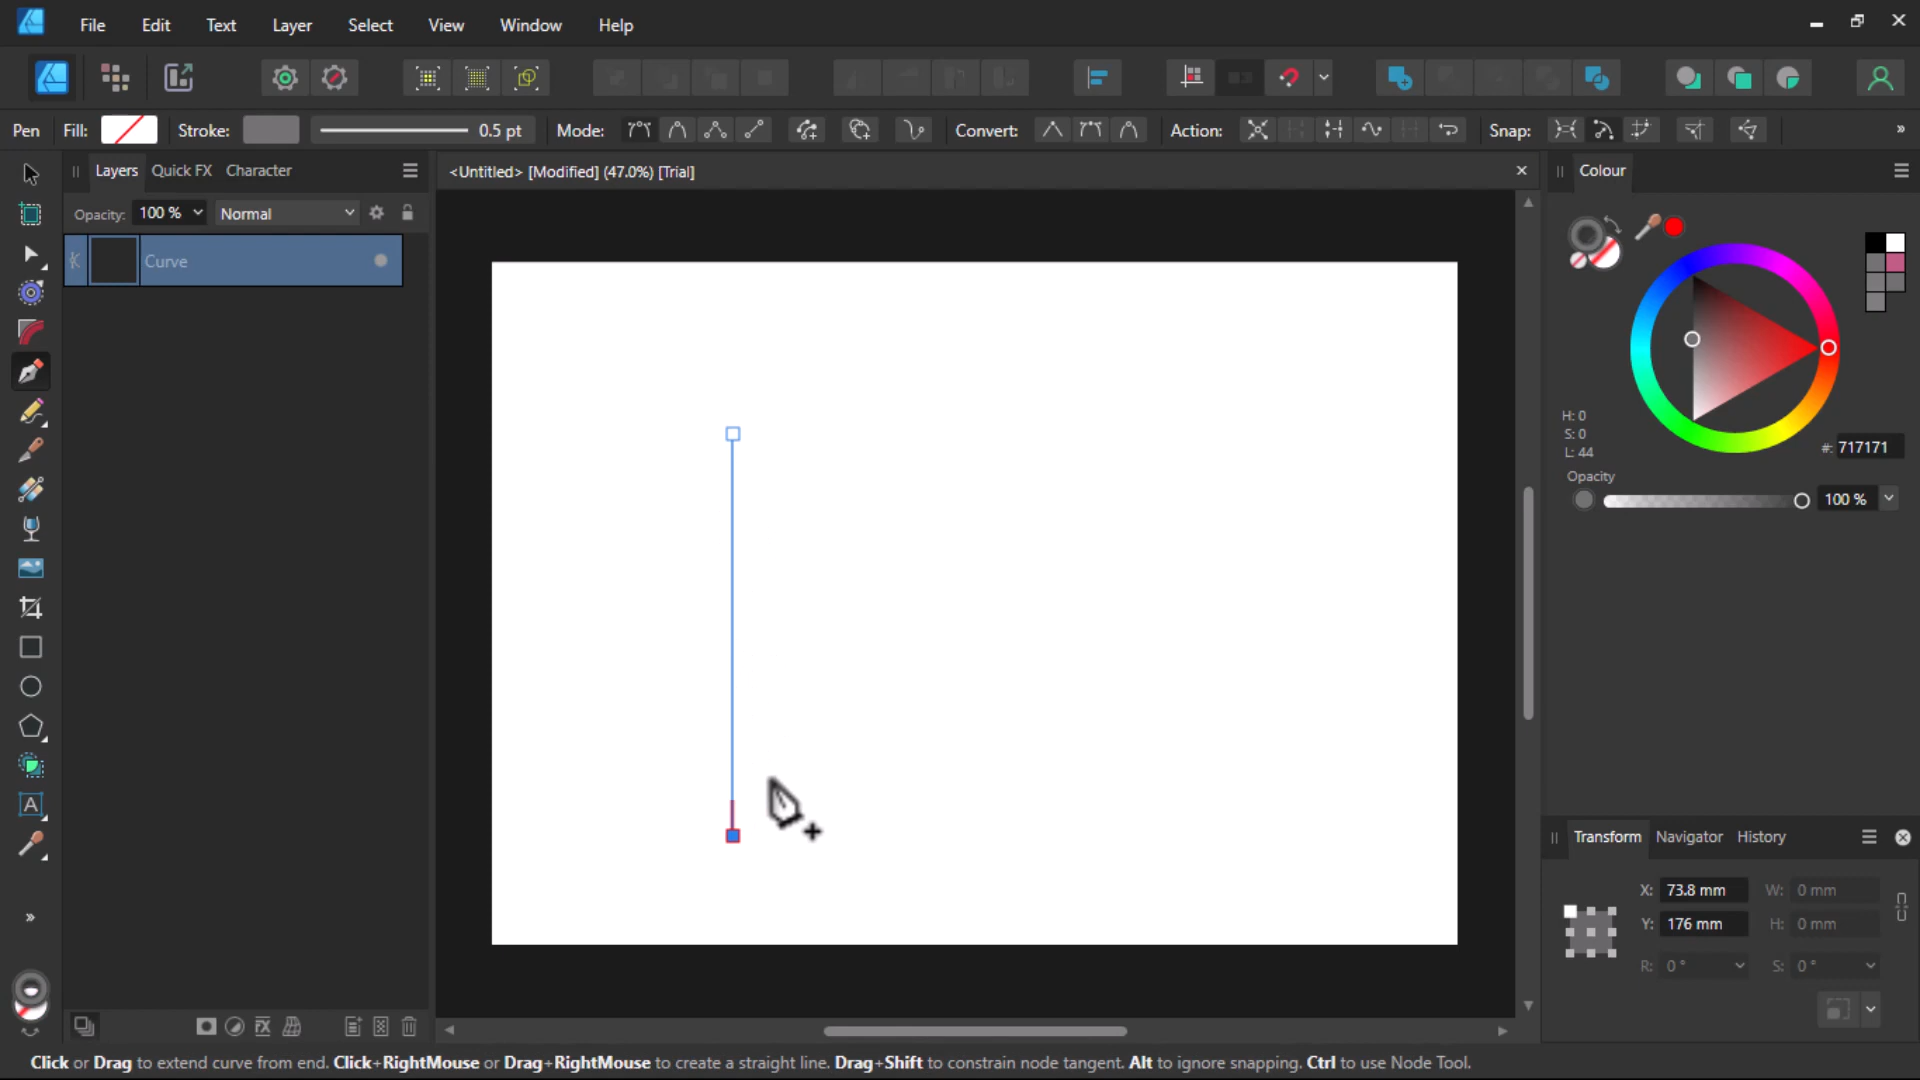 File Edit Text Layer Select View Window Help
Pen Fill: Stroke: 0.5 pt Mode: Convert: Action: Snap: »
Layers Quick FX Character
<Untitled> [Modified] (47.0%) [Trial]
Colour
Opacity: 100 % Normal
Curve
H: 0
S: 0
L: 44
#: 717171
Opacity
100 %
A
»
Transform Navigator History
X: 73.8 mm W: 0 mm
Y: 176 mm H: 0 mm
R: 0 ° S: 0 °
FX
Click or Drag to extend curve from end. Click+RightMouse or Drag+RightMouse to create a straight line. Drag+Shift to constrain node tangent. Alt to ignore snapping. Ctrl to use Node Tool.